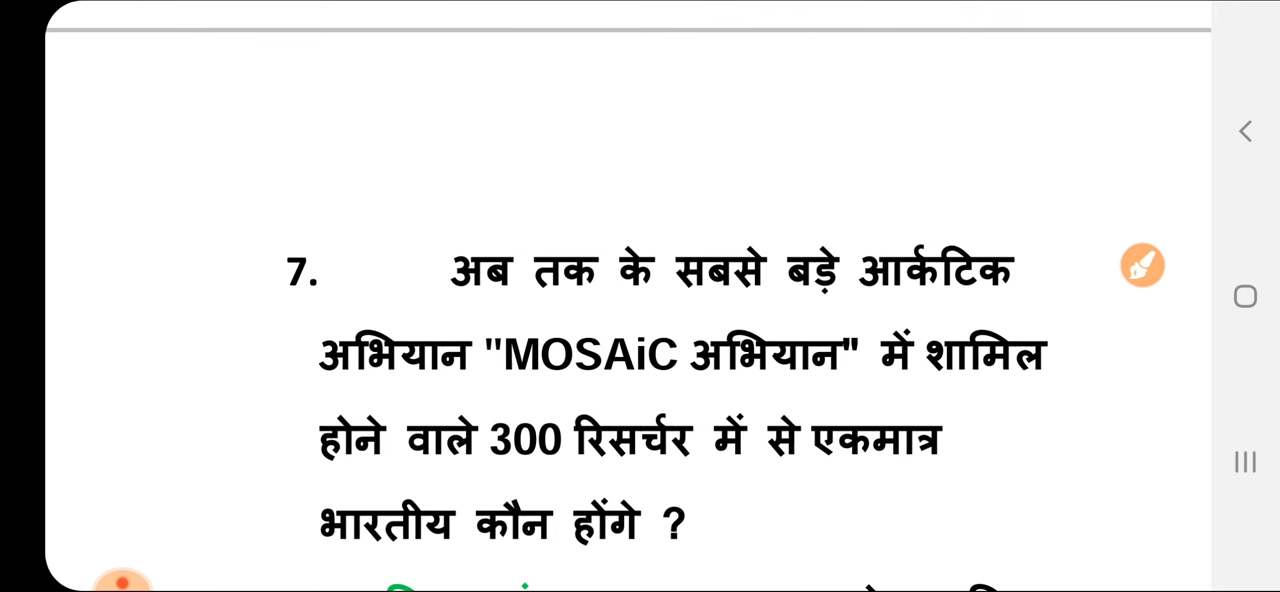 7. अब तक के सबसे बड़े आर्कटिक
अभियान "MOSAiC अभियान" में शामिल
होने वाले 300 रिसर्चर में से एकमात्र
भारतीय कौन होंगे ?